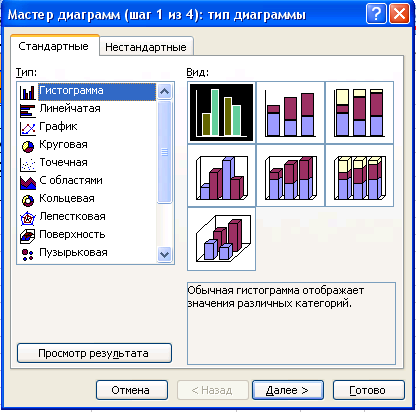 Мастер диаграмм (шаг 1 из 4): тип диаграммы
Стандартные
Нестандартные
Тип:
Вид:
Гистограмма
Линейчатая
График
Круговая
Точечная
С областями
Кольцевая
Лепестковая
Поверхность
Пузырьковая
Обычная гистограмма отображает
значения различных категорий.
Просмотр результата
Отмена
< Назад
Далее >
Готово